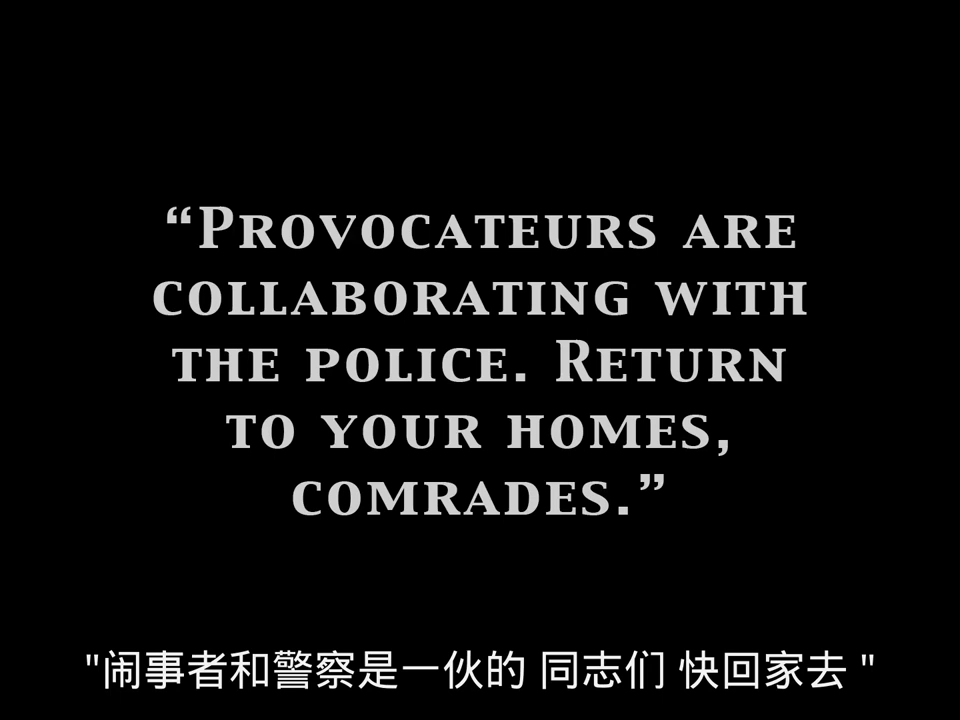 “Provocateurs are
collaborating with
the police. Return
to your homes,
comrades.”
"闹事者和警察是一伙的 同志们 快回家去 "